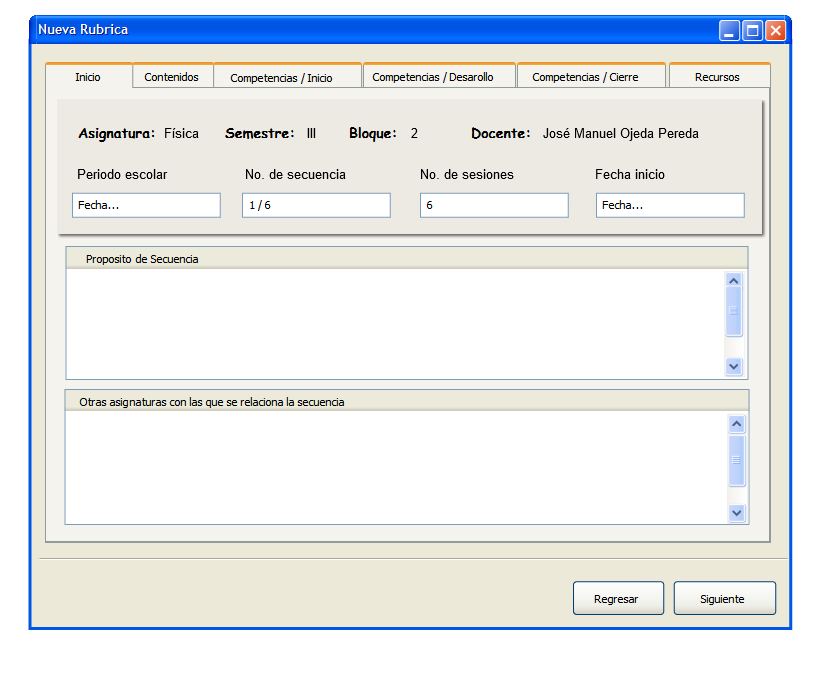 Nueva Rubrica
Inicio Contenidos Competencias / Inicio Competencias / Desarollo Competencias / Cierre Recursos
Asignatura: Física Semestre: III Bloque: 2 Docente: José Manuel Ojeda Pereda
Periodo escolar No. de secuencia No. de sesiones Fecha inicio
Fecha... 1 / 6 6 Fecha...
Proposito de Secuencia
Otras asignaturas con las que se relaciona la secuencia
Regresar Siguiente